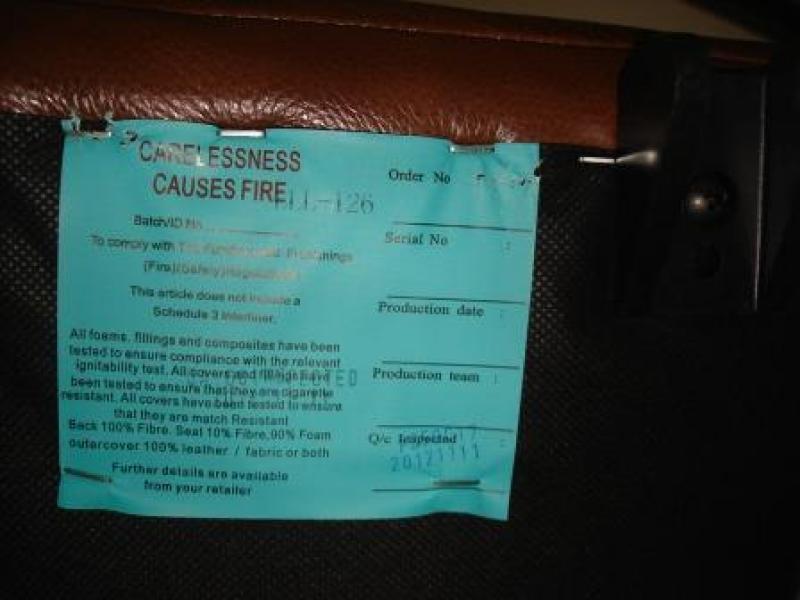 CARELESSNESS
CAUSES FIRE
LL-126
Batch/ID No
To comply with
(Fire)(Safety)
This article does not include a
Schedule 3 Interliner.
All foams, fillings and composites have been
tested to ensure compliance with the relevant
ignitability test. All covers and fillings have
been tested to ensure that they are cigarette
resistant. All covers have been tested to ensure
that they are match Resistant
Back 100% Fibre. Seat 10% Fibre,90% Foam
outercover 100% leather / fabric or both
Further details are available
from your retailer
Order No
Serial No :
Production date :
Production team :
Q/c Inspected :
20121111